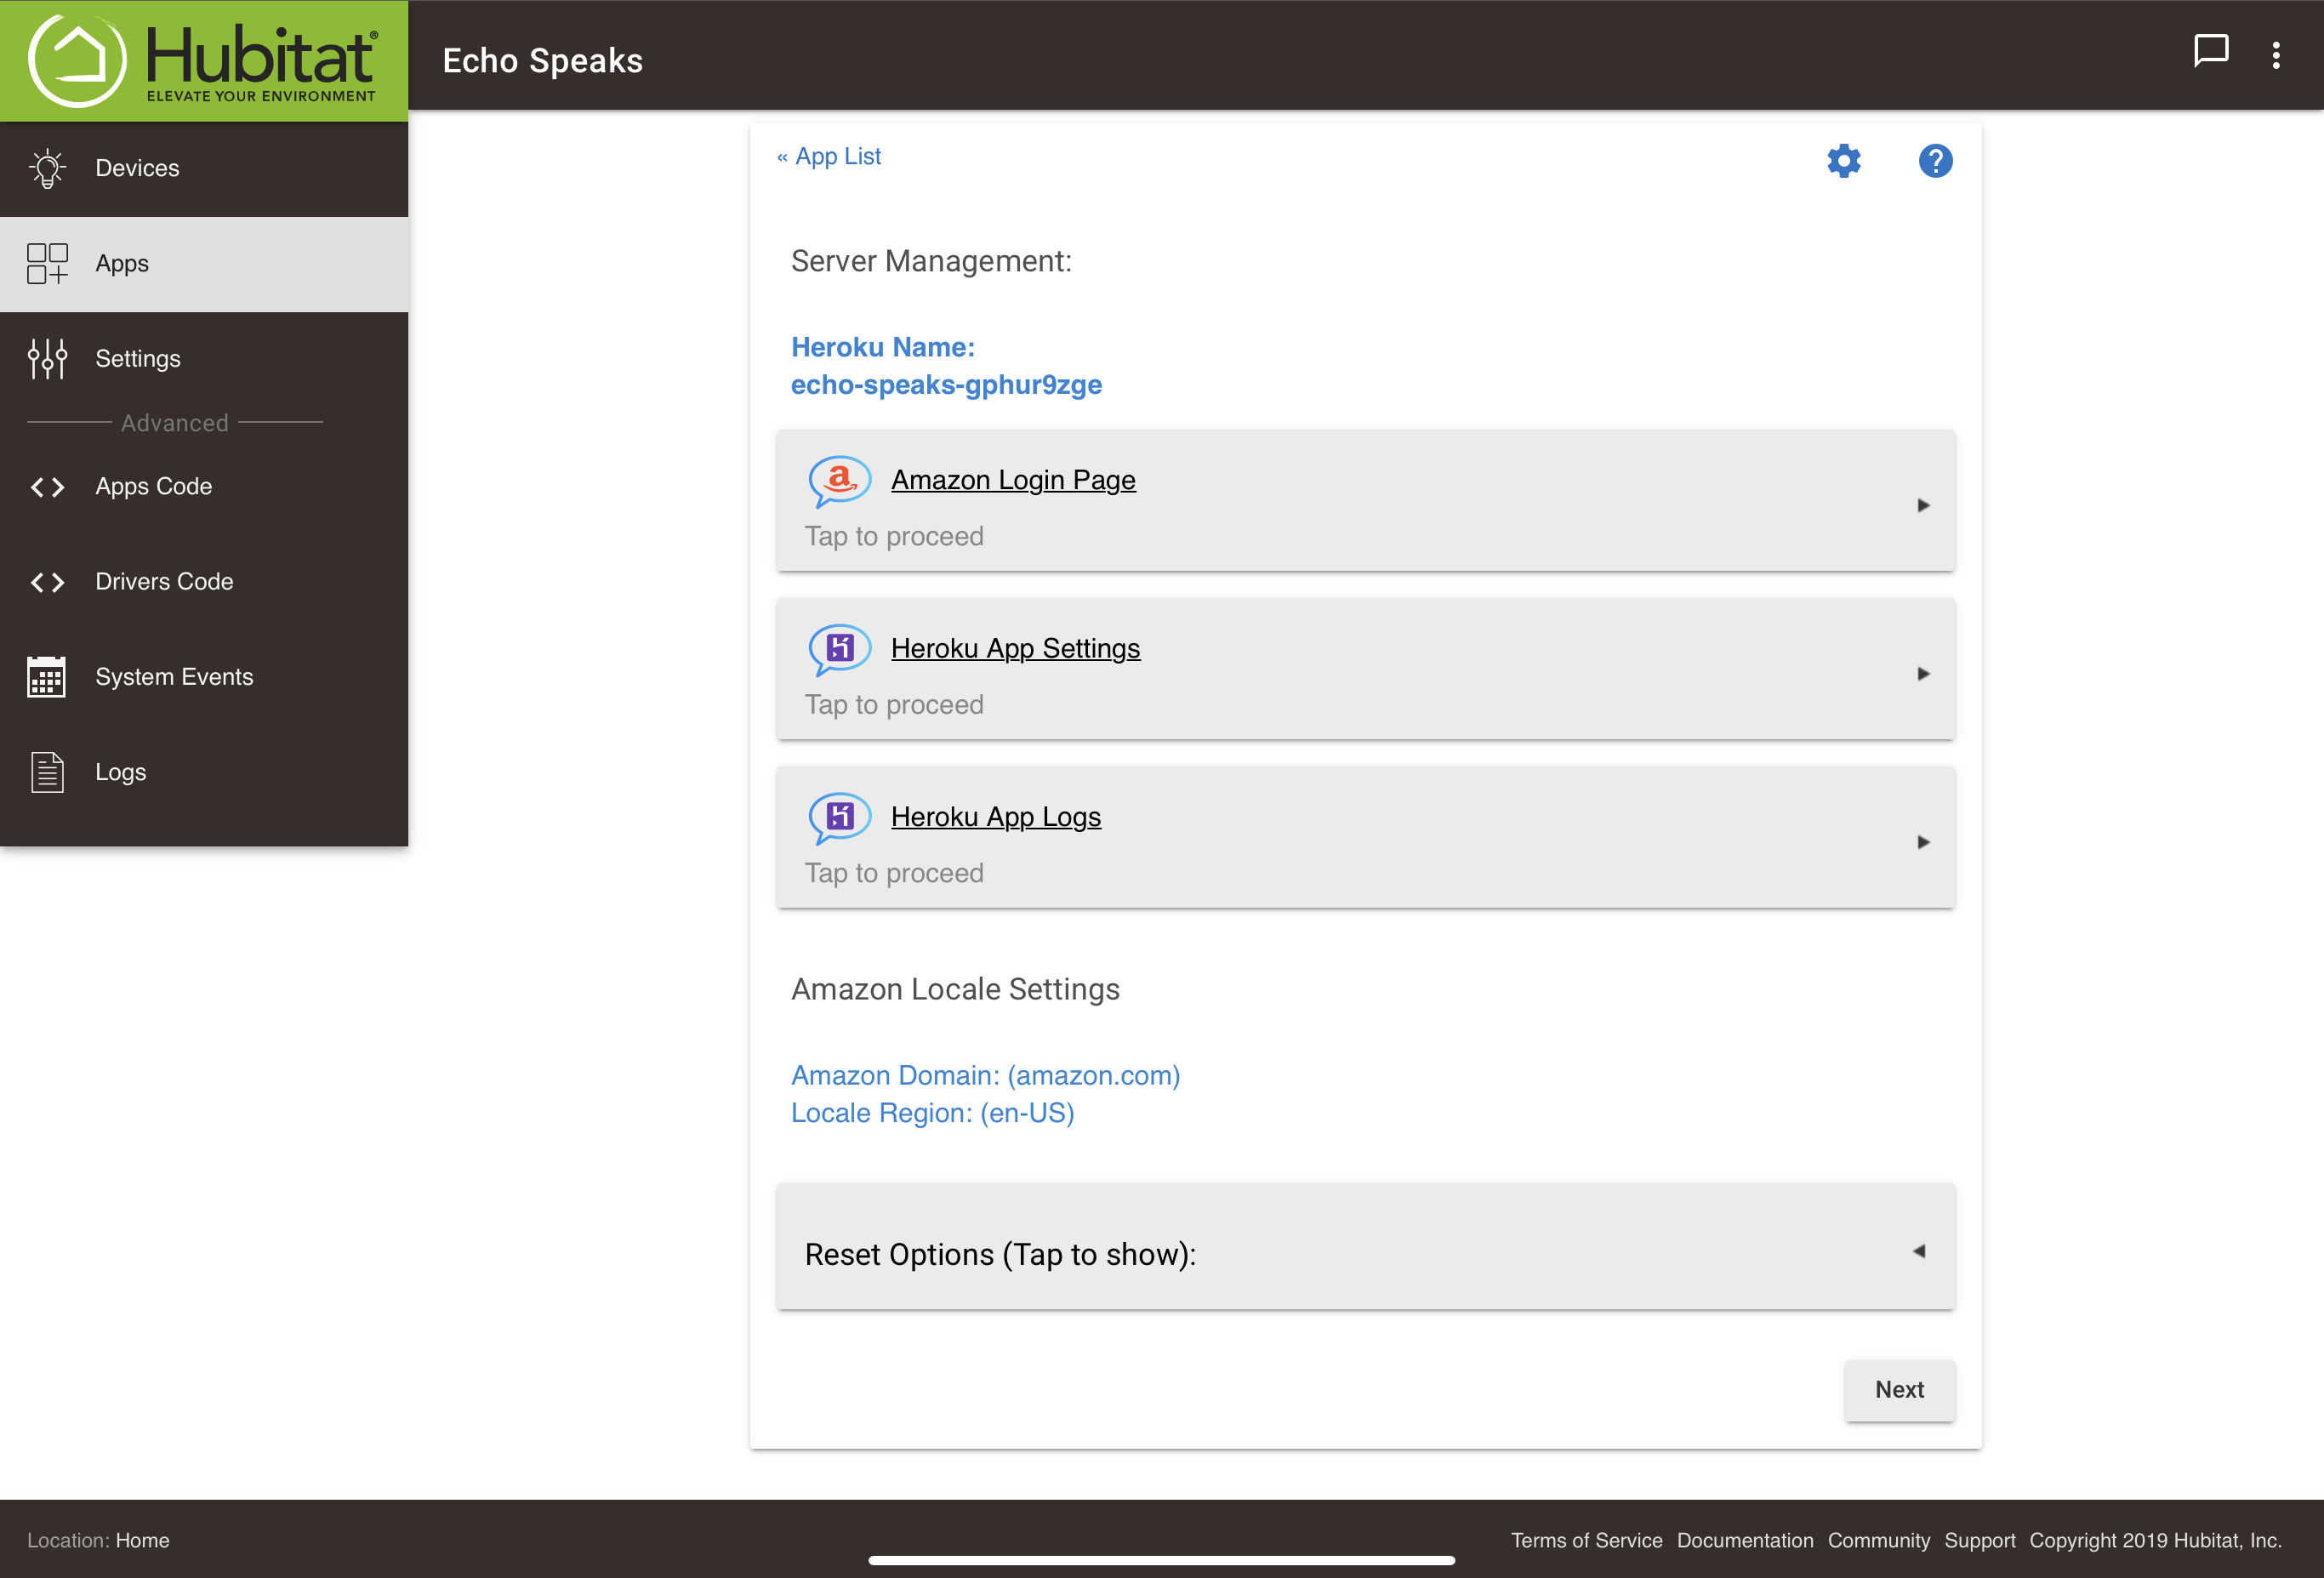 Hubitat®
ELEVATE YOUR ENVIRONMENT
Echo Speaks
Devices
Apps
Settings
Advanced
Apps Code
Drivers Code
System Events
Logs
« App List
Server Management:
Heroku Name:
echo-speaks-gphur9zge
Amazon Login Page
Tap to proceed
Heroku App Settings
Tap to proceed
Heroku App Logs
Tap to proceed
Amazon Locale Settings
Amazon Domain: (amazon.com)
Locale Region: (en-US)
Reset Options (Tap to show):
Next
Location: Home
Terms of Service Documentation Community Support Copyright 2019 Hubitat, Inc.